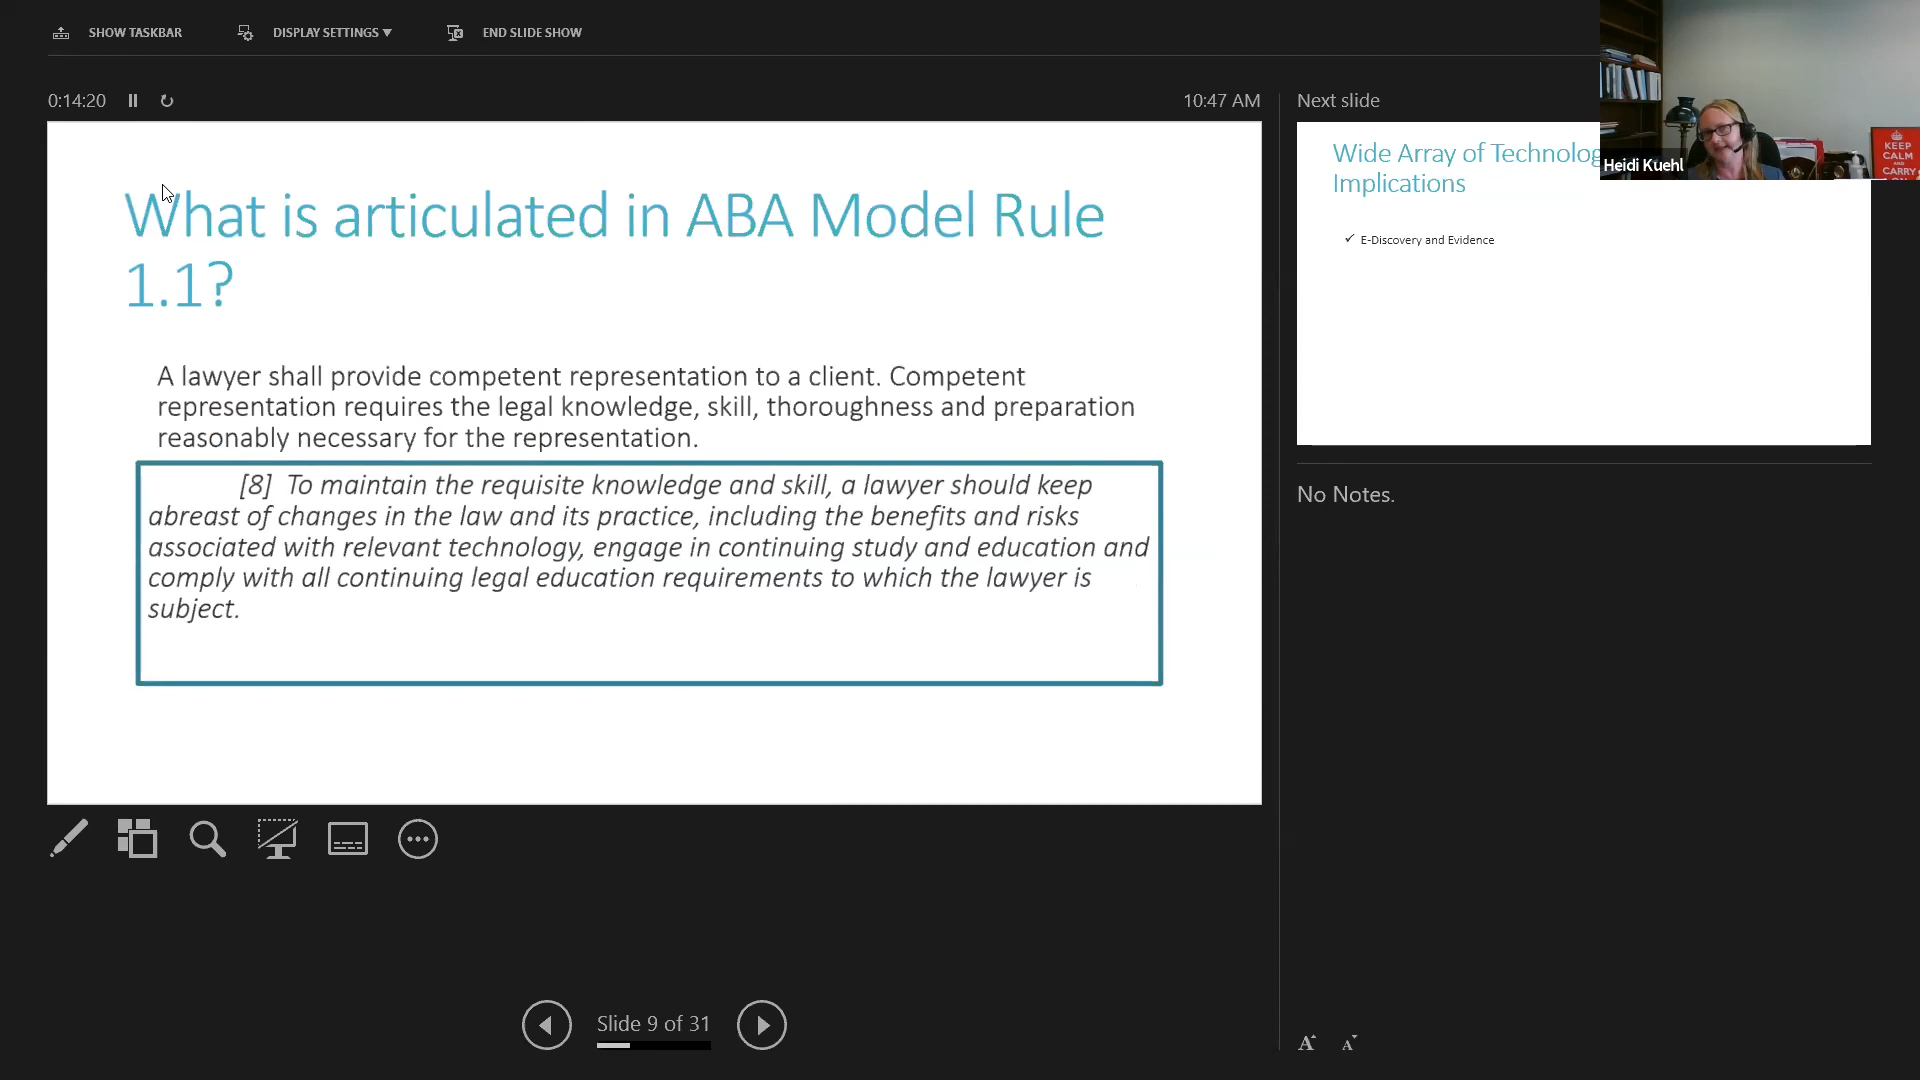 SHOW TASKBAR
DISPLAY SETTINGS ▼
END SLIDE SHOW
0:14:20
10:47 AM
What is articulated in ABA Model Rule
1.1?
A lawyer shall provide competent representation to a client. Competent
representation requires the legal knowledge, skill, thoroughness and preparation
reasonably necessary for the representation.
[8] To maintain the requisite knowledge and skill, a lawyer should keep
abreast of changes in the law and its practice, including the benefits and risks
associated with relevant technology, engage in continuing study and education and
comply with all continuing legal education requirements to which the lawyer is
subject.
Slide 9 of 31
Next slide
Wide Array of Technolog
Implications
✓ E-Discovery and Evidence
No Notes.
A A
Heidi Kuehl
KEEP
CALM
AND
CARRY